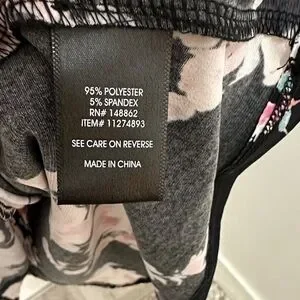 95% POLYESTER
5% SPANDEX
RN# 148862
ITEM# 11274893
SEE CARE ON REVERSE
MADE IN CHINA